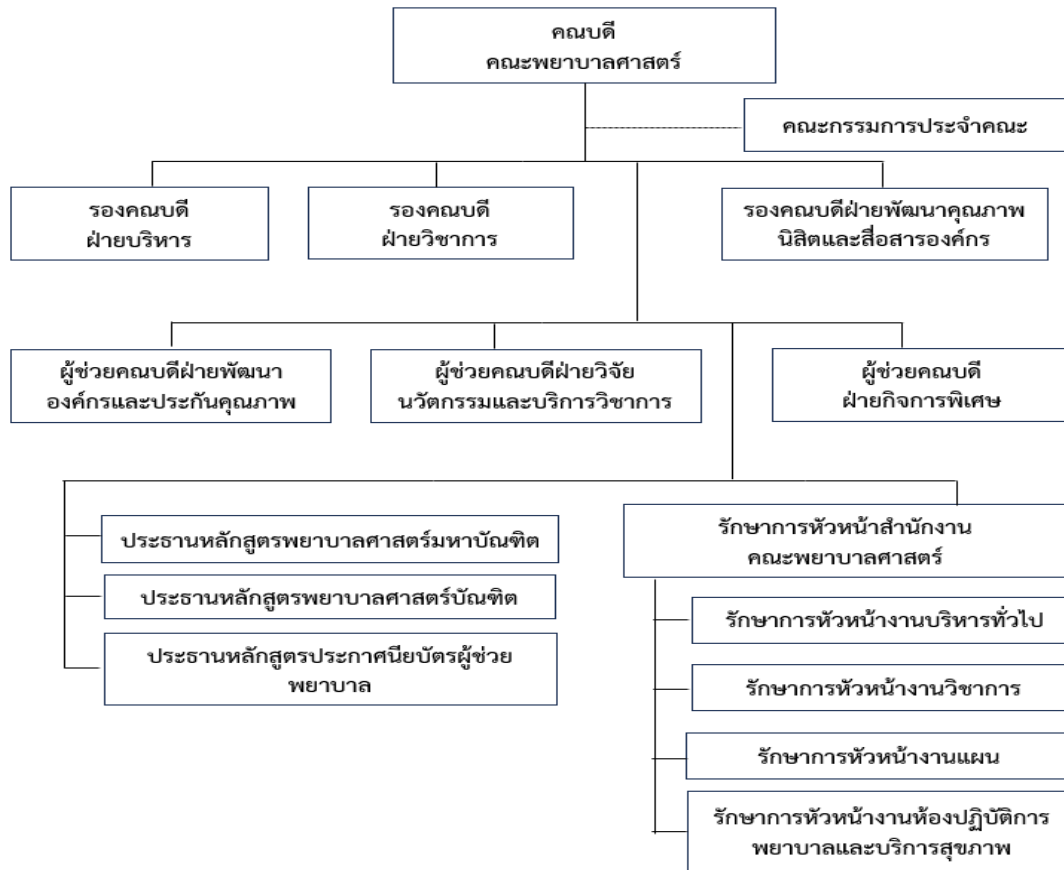 คณบดี
คณะพยาบาลศาสตร์
คณะกรรมการประจำคณะ
รองคณบดี
ฝ่ายบริหาร
รองคณบดี
ฝ่ายวิชาการ
รองคณบดีฝ่ายพัฒนาคุณภาพ
นิสิตและสื่อสารองค์กร
ผู้ช่วยคณบดีฝ่ายพัฒนา
องค์กรและประกันคุณภาพ
ผู้ช่วยคณบดีฝ่ายวิจัย
นวัตกรรมและบริการวิชาการ
ผู้ช่วยคณบดี
ฝ่ายกิจการพิเศษ
ประธานหลักสูตรพยาบาลศาสตร์มหาบัณฑิต
ประธานหลักสูตรพยาบาลศาสตร์บัณฑิต
ประธานหลักสูตรประกาศนียบัตรผู้ช่วย
พยาบาล
รักษาการหัวหน้าสำนักงาน
คณะพยาบาลศาสตร์
รักษาการหัวหน้างานบริหารทั่วไป
รักษาการหัวหน้างานวิชาการ
รักษาการหัวหน้างานแผน
รักษาการหัวหน้างานห้องปฏิบัติการ
พยาบาลและบริการสุขภาพ